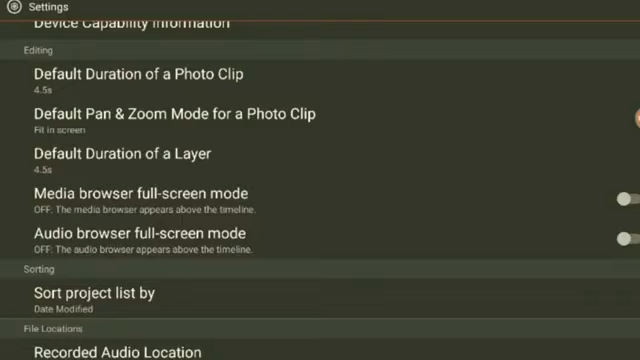 Settings
Device Capability Information
Editing
Default Duration of a Photo Clip
4.5s
Default Pan & Zoom Mode for a Photo Clip
Fit in screen
Default Duration of a Layer
4.5s
Media browser full-screen mode
OFF: The media browser appears above the timeline.
Audio browser full-screen mode
OFF: The audio browser appears above the timeline.
Sorting
Sort project list by
Date Modified
File Locations
Recorded Audio Location